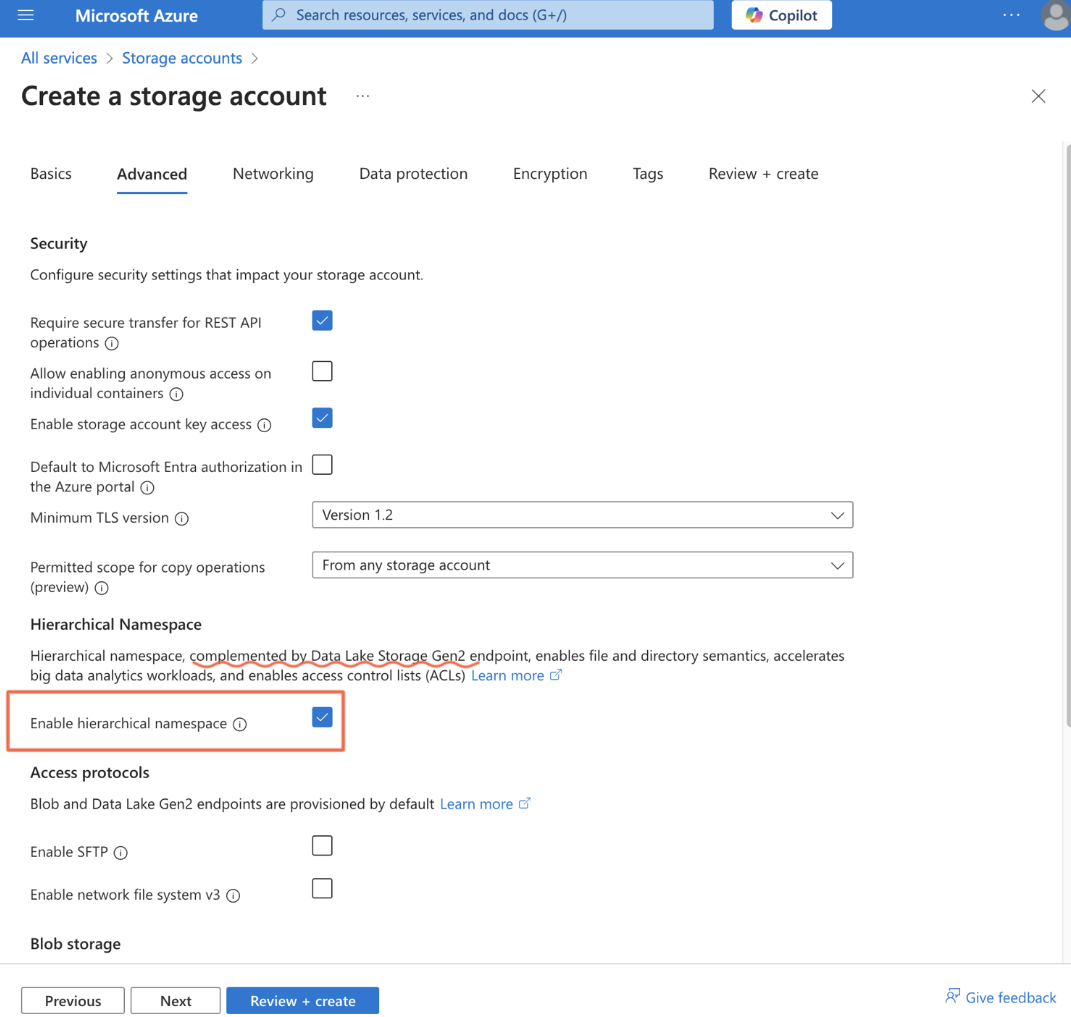 Microsoft Azure
Search resources, services, and docs (G+/)
Copilot
...
All services > Storage accounts >
Create a storage account ...
Basics Advanced Networking Data protection Encryption Tags Review + create
Security
Configure security settings that impact your storage account.
Require secure transfer for REST API
operations
Allow enabling anonymous access on
individual containers
Enable storage account key access
Default to Microsoft Entra authorization in
the Azure portal
Minimum TLS version
Version 1.2
Permitted scope for copy operations
(preview)
From any storage account
Hierarchical Namespace
Hierarchical namespace, complemented by Data Lake Storage Gen2 endpoint, enables file and directory semantics, accelerates
big data analytics workloads, and enables access control lists (ACLs) Learn more
Enable hierarchical namespace
Access protocols
Blob and Data Lake Gen2 endpoints are provisioned by default Learn more
Enable SFTP
Enable network file system v3
Blob storage
Previous Next Review + create Give feedback